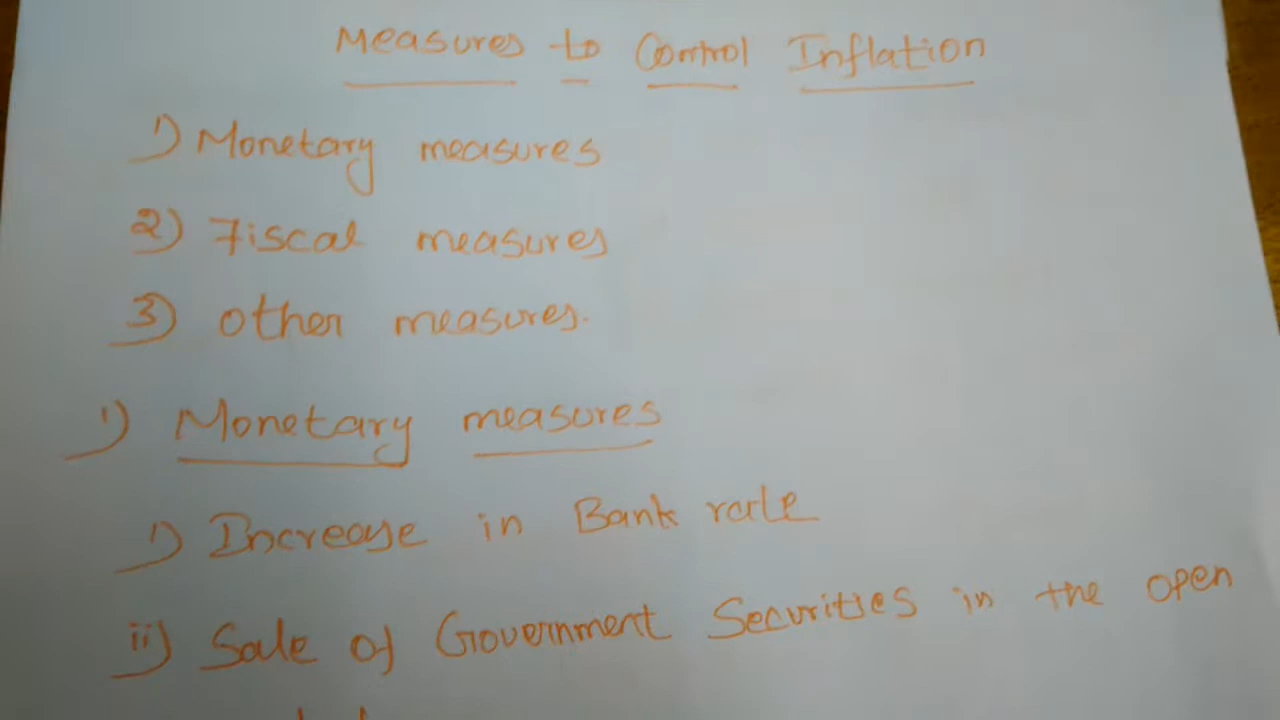 Measures to Control Inflation
1) Monetary measures
2) Fiscal measures
3) other measures.
1) Monetary measures
i) Increase in Bank rate
ii) Sale of Government Securities in the open